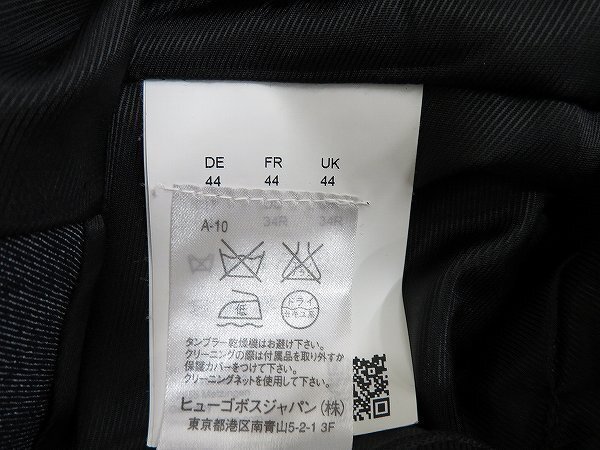 DE FR UK
44 44 44
34R 34R
A-10
低 ドライ
タンブラー乾燥機はお避け下さい。
クリーニングの際は付属品を取り外すか
保護カバーをつけて下さい。
クリーニングネットを使用して下さい。
ヒューゴボスジャパン(株)
東京都港区南青山5-2-1 3F